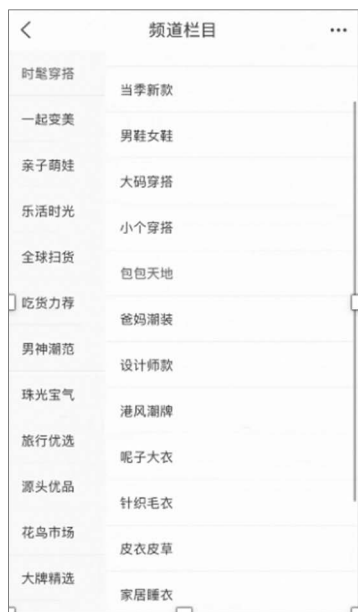 频道栏目
时髦穿搭
一起变美
亲子萌娃
乐活时光
全球扫货
吃货力荐
男神潮范
珠光宝气
旅行优选
源头优品
花鸟市场
大牌精选
当季新款
男鞋女鞋
大码穿搭
小个穿搭
包包天地
爸妈潮装
设计师款
港风潮牌
呢子大衣
针织毛衣
皮衣皮草
家居睡衣